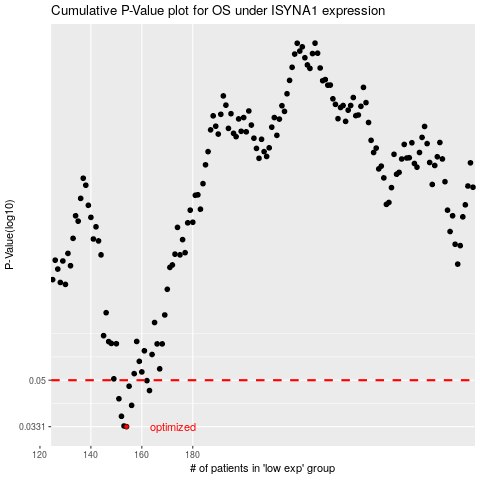 Cumulative P-Value plot for OS under ISYNA1 expression
P-Value(log10)
0.05
0.0331
optimized
120 140 160 180
# of patients in 'low exp' group